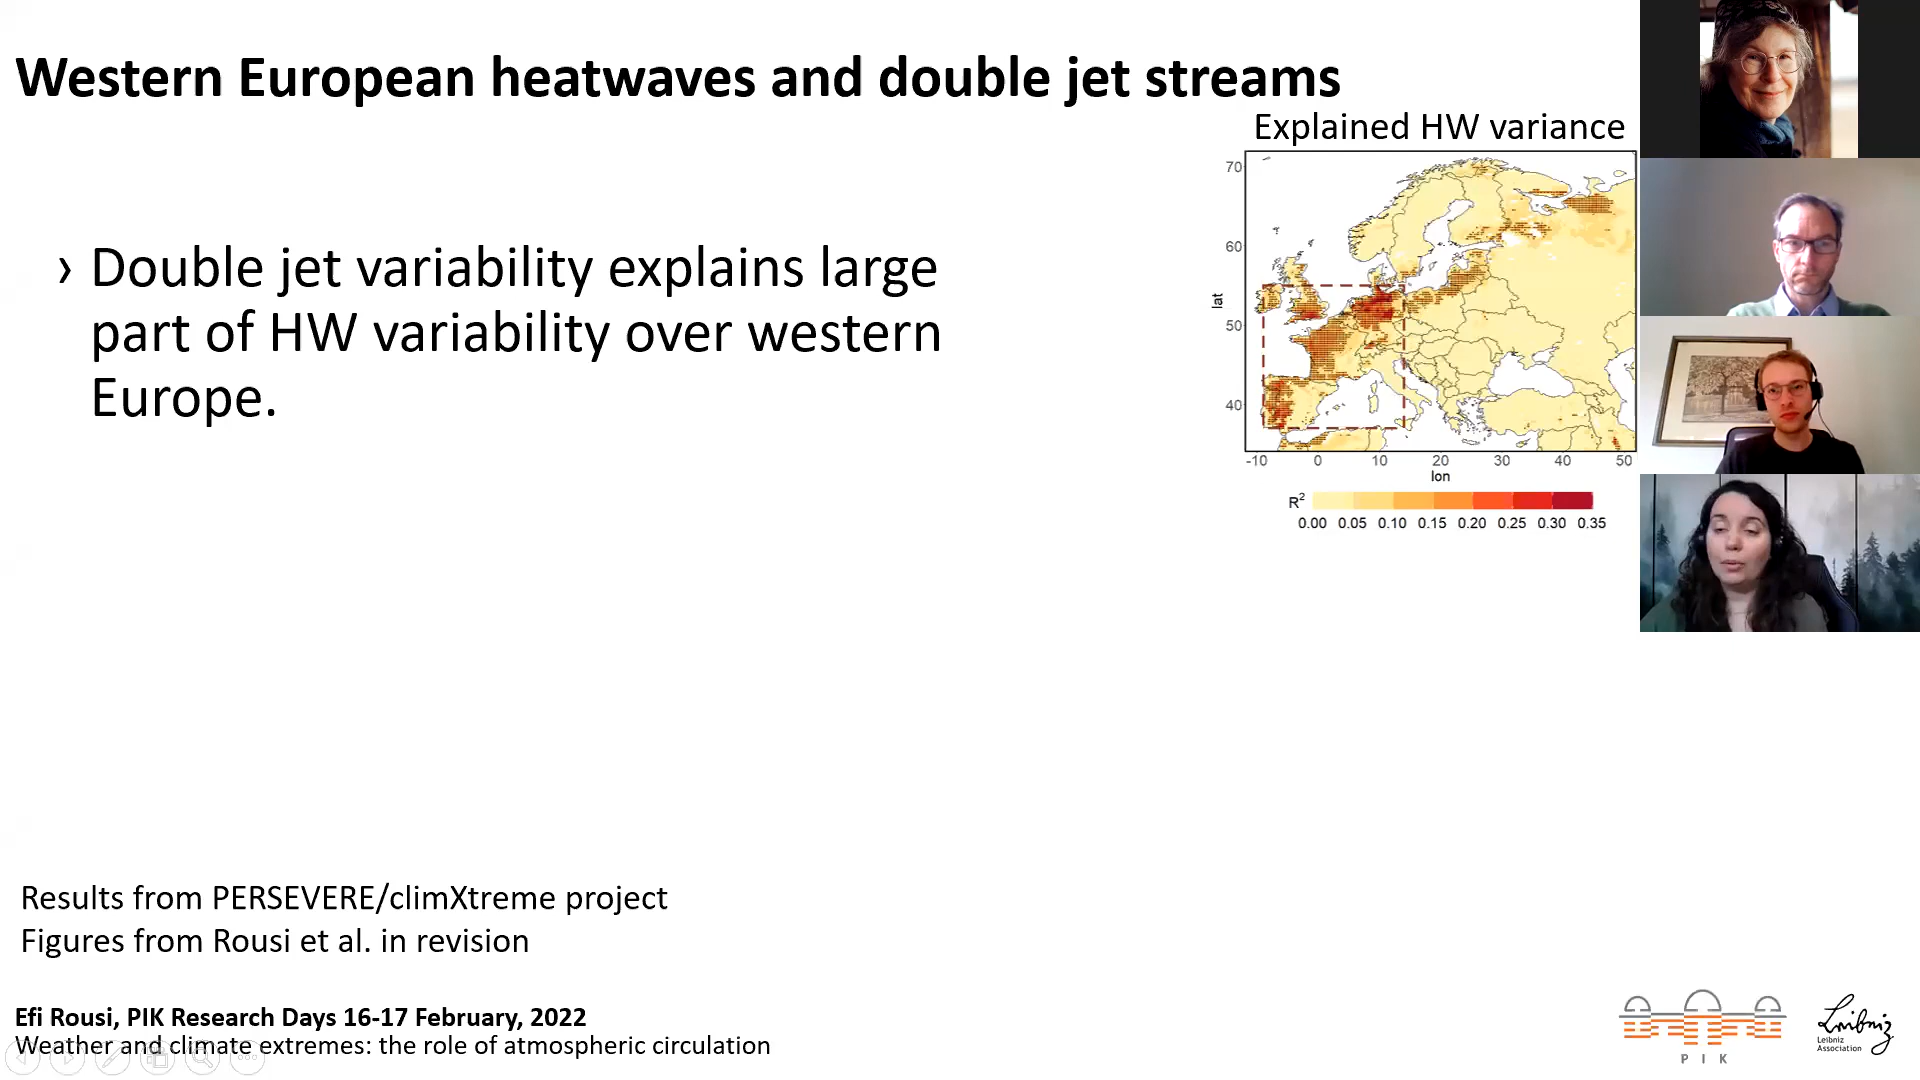 Western European heatwaves and double jet streams
Explained HW variance
› Double jet variability explains large
part of HW variability over western
Europe.
70
60
50
40
lat
-10 0 10 20 30 40 50
lon
R²
0.00 0.05 0.10 0.15 0.20 0.25 0.30 0.35
Results from PERSEVERE/climXtreme project
Figures from Rousi et al. in revision
Efi Rousi, PIK Research Days 16-17 February, 2022
Weather and climate extremes: the role of atmospheric circulation
P I K
Leibniz
Leibniz
Association